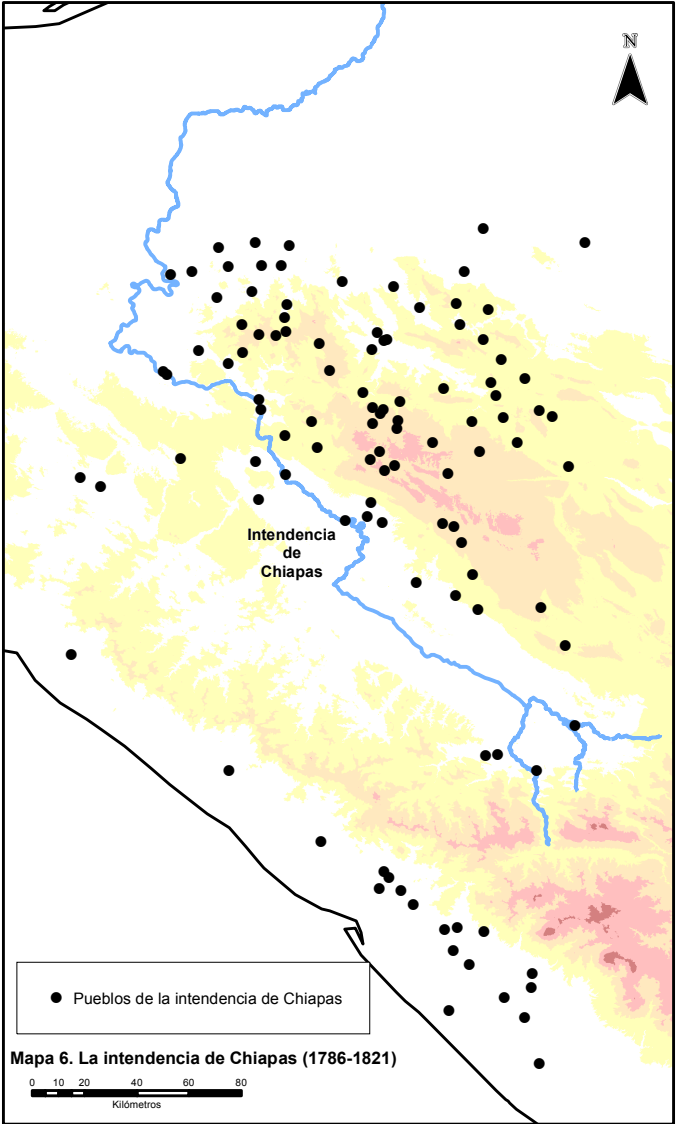 N
Intendencia
de
Chiapas
Pueblos de la intendencia de Chiapas
Mapa 6. La intendencia de Chiapas (1786-1821)
0 10 20 40 60 80
Kilómetros